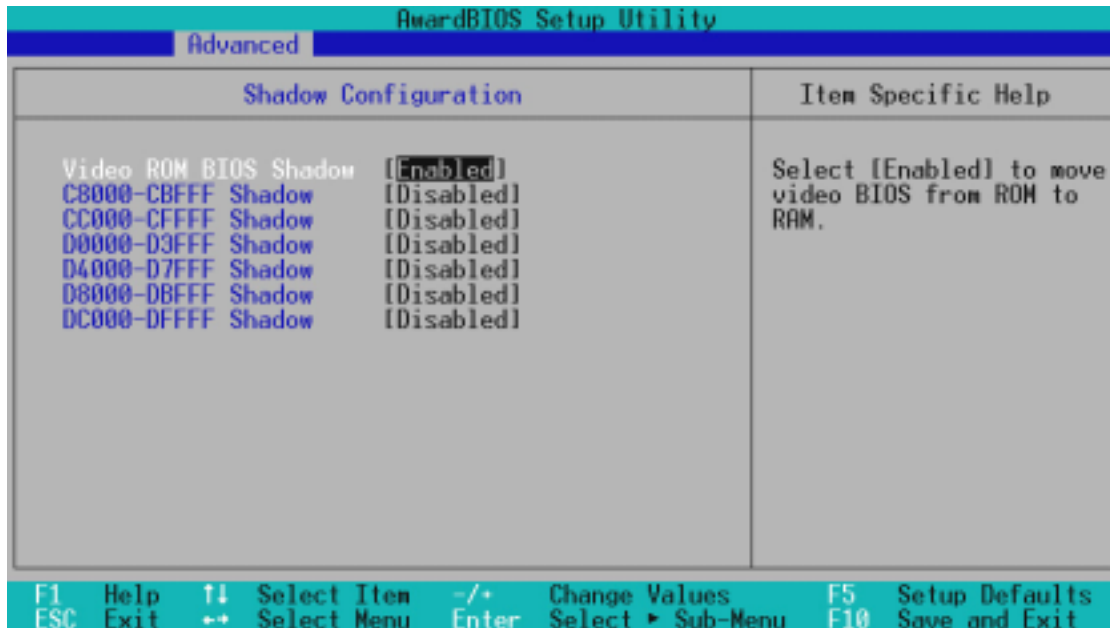 AwardBIOS Setup Utility
Advanced
Shadow Configuration
Item Specific Help
Video ROM BIOS Shadow [Enabled]
C8000-CBFFF Shadow [Disabled]
CC000-CFFFF Shadow [Disabled]
D0000-D3FFF Shadow [Disabled]
D4000-D7FFF Shadow [Disabled]
D8000-DBFFF Shadow [Disabled]
DC000-DFFFF Shadow [Disabled]
Select [Enabled] to move
video BIOS from ROM to
RAM.
F1 Help ↑↓ Select Item -/+ Change Values F5 Setup Defaults
ESC Exit ←→ Select Menu Enter Select ► Sub-Menu F10 Save and Exit